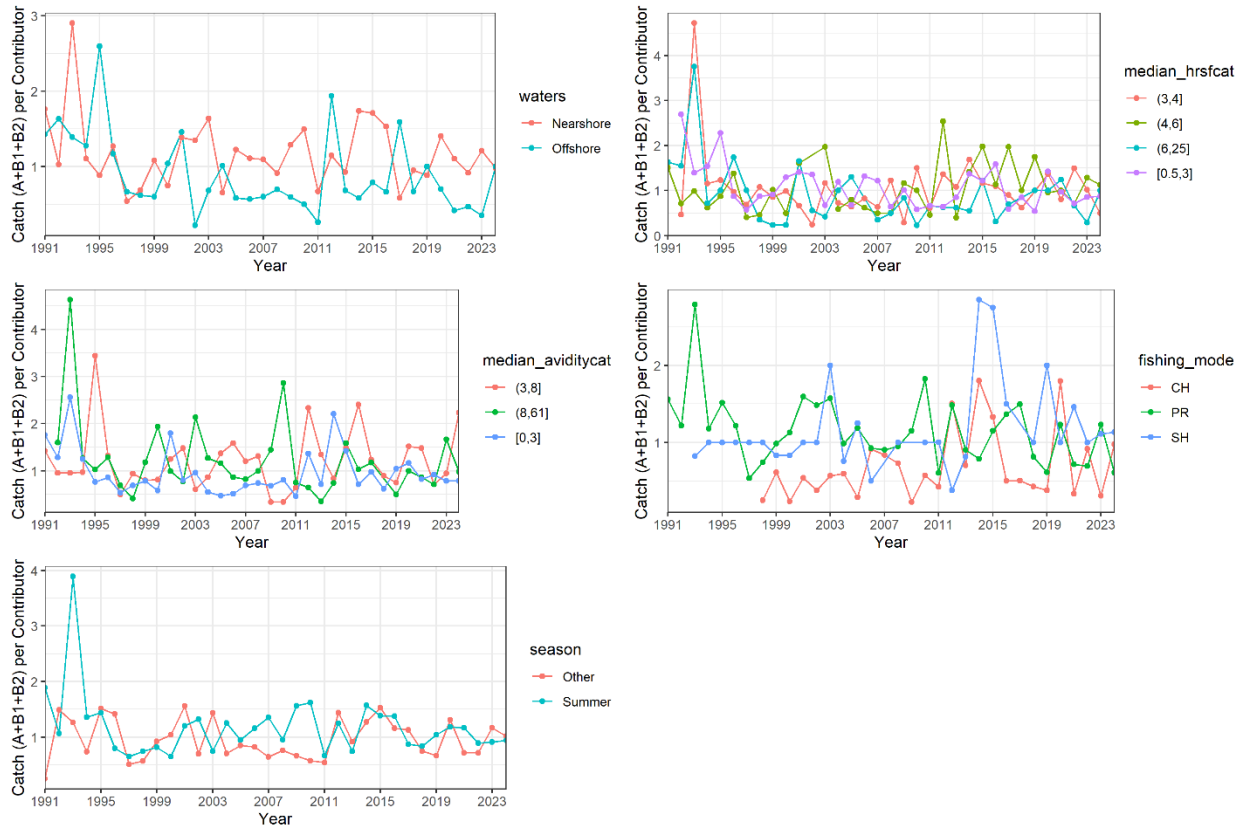 Catch (A+B1+B2) per Contributor
3
2
1
1991 1995 1999 2003 2007 2011 2015 2019 2023
Year
waters
Nearshore
Offshore
Catch (A+B1+B2) per Contributor
4
3
2
1
0
1991 1995 1999 2003 2007 2011 2015 2019 2023
Year
median_hrsfcat
(3,4]
(4,6]
(6,25]
[0.5,3]
Catch (A+B1+B2) per Contributor
4
3
2
1
1991 1995 1999 2003 2007 2011 2015 2019 2023
Year
median_aviditycat
(3,8]
(8,61]
[0,3]
Catch (A+B1+B2) per Contributor
2
1
1991 1995 1999 2003 2007 2011 2015 2019 2023
Year
fishing_mode
CH
PR
SH
Catch (A+B1+B2) per Contributor
4
3
2
1
1991 1995 1999 2003 2007 2011 2015 2019 2023
Year
season
Other
Summer